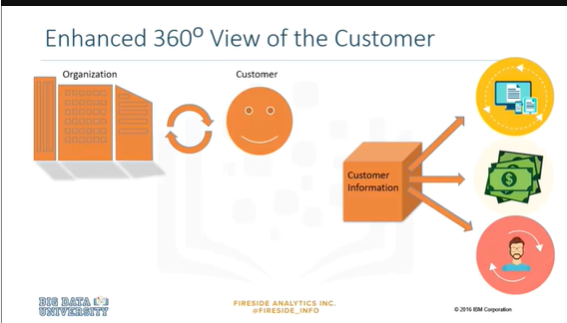 Enhanced 360º View of the Customer
Organization
Customer
Customer
Information
$
BIG DATA
UNIVERSITY
FIRESIDE ANALYTICS INC.
@FIRESIDE_INFO
© 2016 IBM Corporation